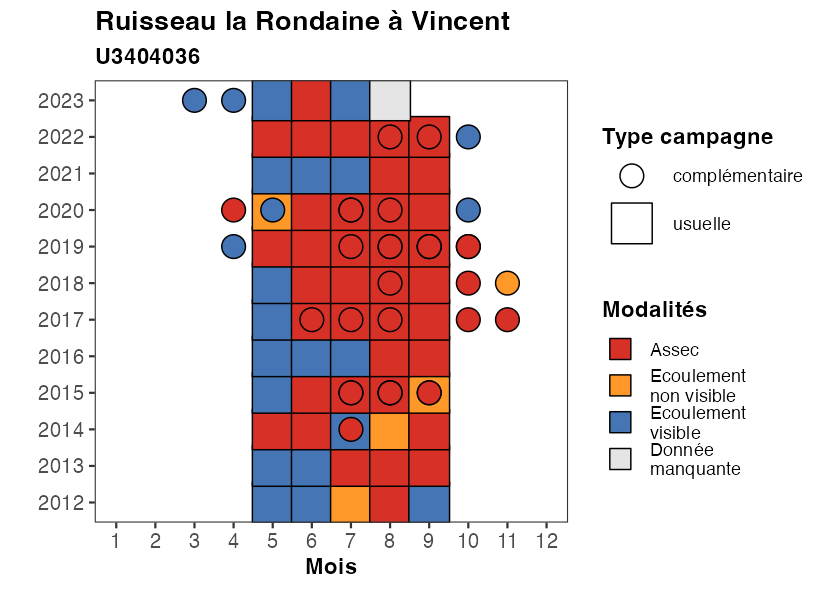 Ruisseau la Rondaine à Vincent
U3404036
2023
2022
2021
2020
2019
2018
2017
2016
2015
2014
2013
2012
1 2 3 4 5 6 7 8 9 10 11 12
Mois
Type campagne
complémentaire
usuelle
Modalités
Assec
Ecoulement
non visible
Ecoulement
visible
Donnée
manquante